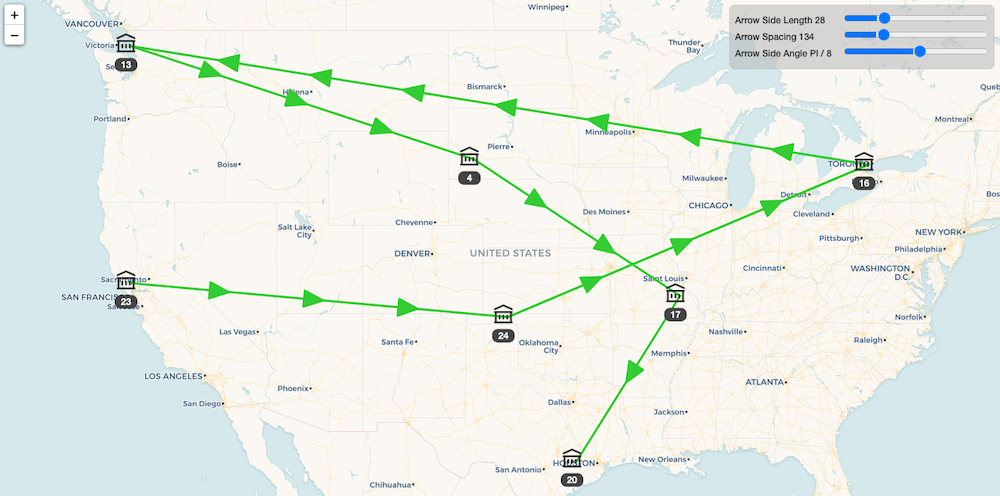 +
−
Arrow Side Length 28
Arrow Spacing 134
Arrow Side Angle PI / 8
Winnipeg
VANCOUVER
Victoria
Thunder
Bay
13
Helena
Bismarck
Portland
Montreal
Minneapolis
Pierre
Boise
4
TORONTO
16
Milwaukee
Detroit
CHICAGO
Des Moines
Cleveland
Salt Lake
City
Cheyenne
NEW YORK
Pittsburgh
Philadelphia
DENVER
UNITED STATES
Cincinnati
WASHINGTON
D.C.
Sacramento
Saint Louis
SAN FRANCISCO
23
17
Norfolk
Las Vegas
24
Nashville
Santa Fe
Oklahoma
City
Raleigh
Memphis
LOS ANGELES
Phoenix
ATLANTA
San Diego
Dallas
Jackson
HOUSTON
New Orleans
San Antonio
20
Chihuahua